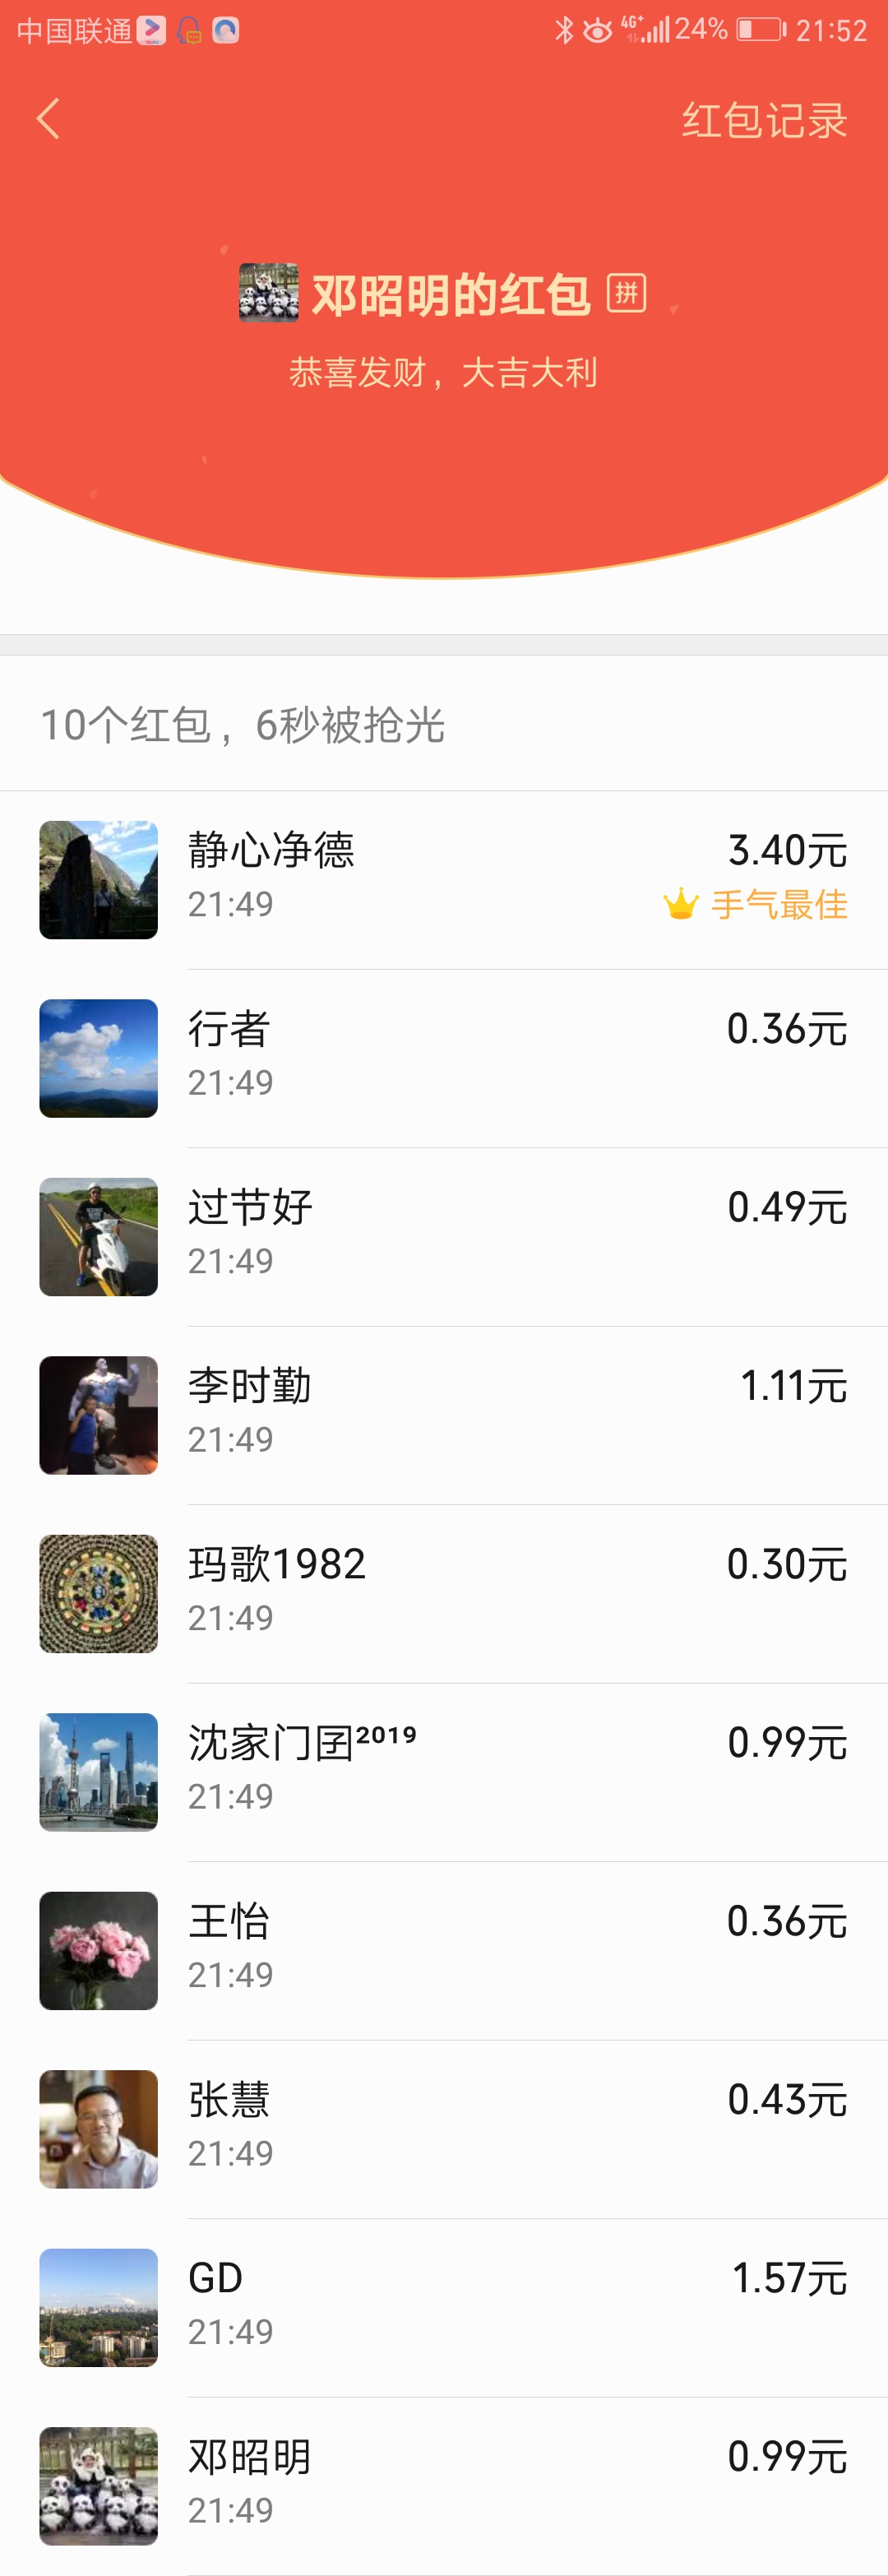 中国联通 4G+ 24% 21:52
红包记录
邓昭明的红包 拼
恭喜发财，大吉大利
10个红包，6秒被抢光
静心净德 3.40元
21:49 手气最佳
行者 0.36元
21:49
过节好 0.49元
21:49
李时勤 1.11元
21:49
玛歌1982 0.30元
21:49
沈家门囝²⁰¹⁹ 0.99元
21:49
王怡 0.36元
21:49
张慧 0.43元
21:49
GD 1.57元
21:49
邓昭明 0.99元
21:49